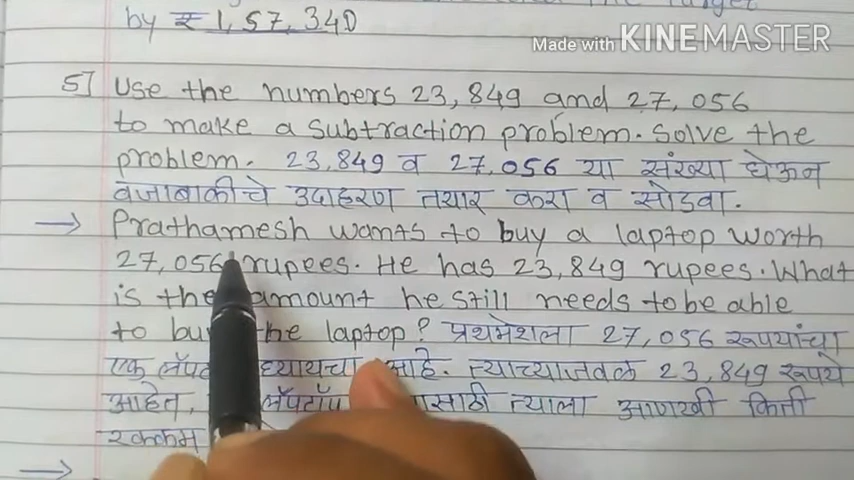 by ₹ 1,57,340
Made with KINEMASTER
5] Use the numbers 23,849 and 27,056
to make a subtraction problem. Solve the
problem. 23,849 व 27,056 या संख्या घेऊन
वजाबाकीचे उदाहरण तयार करा व सोडवा.
→ Prathamesh wants to buy a laptop worth
27,056 rupees. He has 23,849 rupees. What
is the amount he still needs to be able
to buy the laptop? प्रथमेशला 27,056 रूपयांचा
एक घ्यायचा आहे. त्याच्याजवळ 23,849 रूपये
आहेत. लॅपटॉप त्याला आणखी किती
रक्कम
→